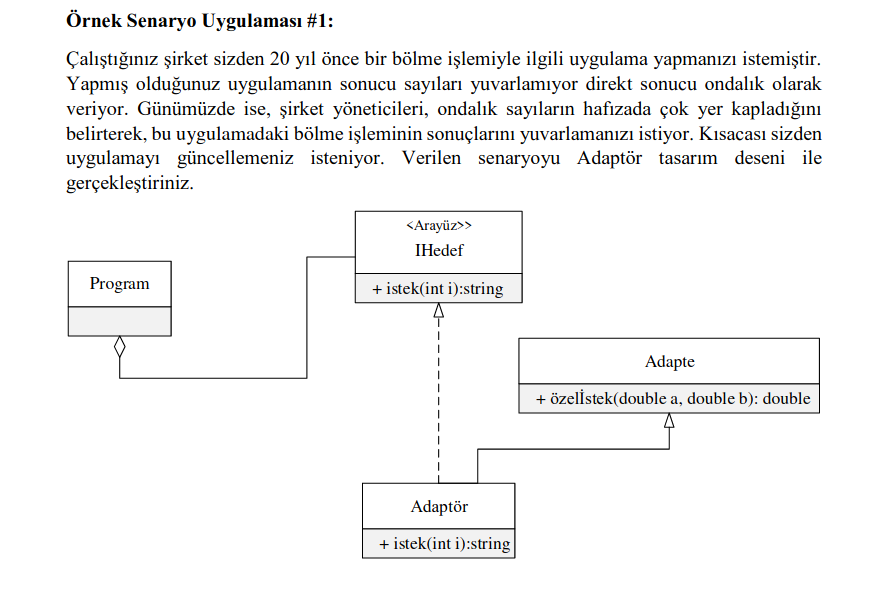 Örnek Senaryo Uygulaması #1:
Çalıştığınız şirket sizden 20 yıl önce bir bölme işlemiyle ilgili uygulama yapmanızı istemiştir.
Yapmış olduğunuz uygulamanın sonucu sayıları yuvarlamıyor direkt sonucu ondalık olarak
veriyor. Günümüzde ise, şirket yöneticileri, ondalık sayıların hafızada çok yer kapladığını
belirterek, bu uygulamadaki bölme işleminin sonuçlarını yuvarlamanızı istiyor. Kısacası sizden
uygulamayı güncellemeniz isteniyor. Verilen senaryoyu Adaptör tasarım deseni ile
gerçekleştiriniz.
<Arayüz>>
IHedef
+ istek(int i):string
Program
Adapte
+ özelİstek(double a, double b): double
Adaptör
+ istek(int i):string